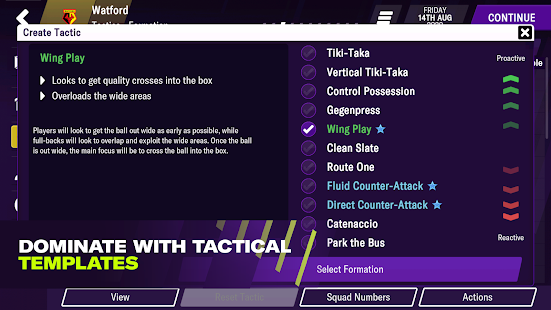 Watford
Tactics Formation
FRIDAY
14TH AUG
CONTINUE
Create Tactic
Wing Play
Looks to get quality crosses into the box
Overloads the wide areas
Players will look to get the ball out wide as early as possible, while
full-backs will look to overlap and exploit the wide areas. Once the ball
is out wide, the main focus will be to cross the ball into the box.
Tiki-Taka
Vertical Tiki-Taka
Control Possession
Gegenpress
Wing Play
Clean Slate
Route One
Fluid Counter-Attack
Direct Counter-Attack
Catenaccio
Park the Bus
Proactive
Reactive
Select Formation
DOMINATE WITH TACTICAL
TEMPLATES
View
Reset Tactic
Squad Numbers
Actions